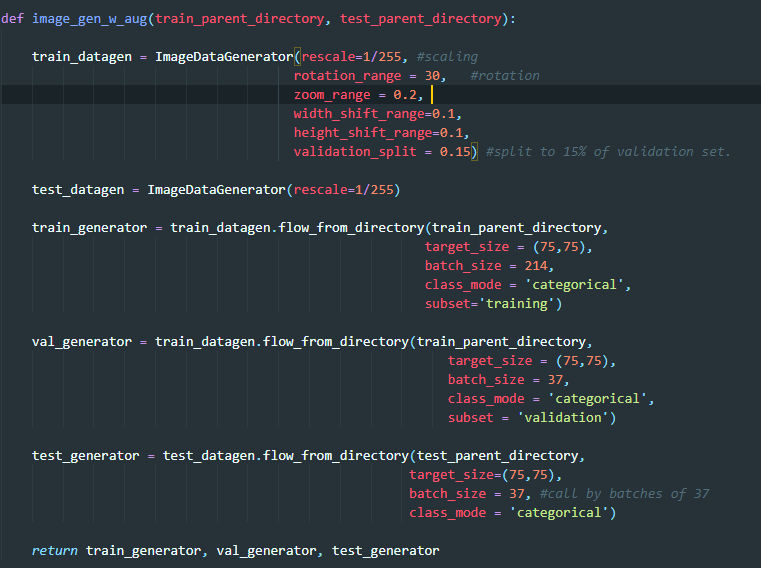 def image_gen_w_aug(train_parent_directory, test_parent_directory):
train_datagen = ImageDataGenerator(rescale=1/255, #scaling
rotation_range = 30,   #rotation
zoom_range = 0.2,
width_shift_range=0.1,
height_shift_range=0.1,
validation_split = 0.15) #split to 15% of validation set.
test_datagen = ImageDataGenerator(rescale=1/255)
train_generator = train_datagen.flow_from_directory(train_parent_directory,
target_size = (75,75),
batch_size = 214,
class_mode = 'categorical',
subset='training')
val_generator = train_datagen.flow_from_directory(train_parent_directory,
target_size = (75,75),
batch_size = 37,
class_mode = 'categorical',
subset = 'validation')
test_generator = test_datagen.flow_from_directory(test_parent_directory,
target_size=(75,75),
batch_size = 37, #call by batches of 37
class_mode = 'categorical')
return train_generator, val_generator, test_generator